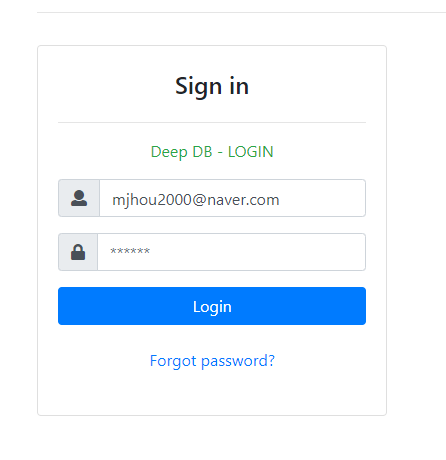 Sign in
Deep DB - LOGIN
mjhou2000@naver.com
******
Login
Forgot password?